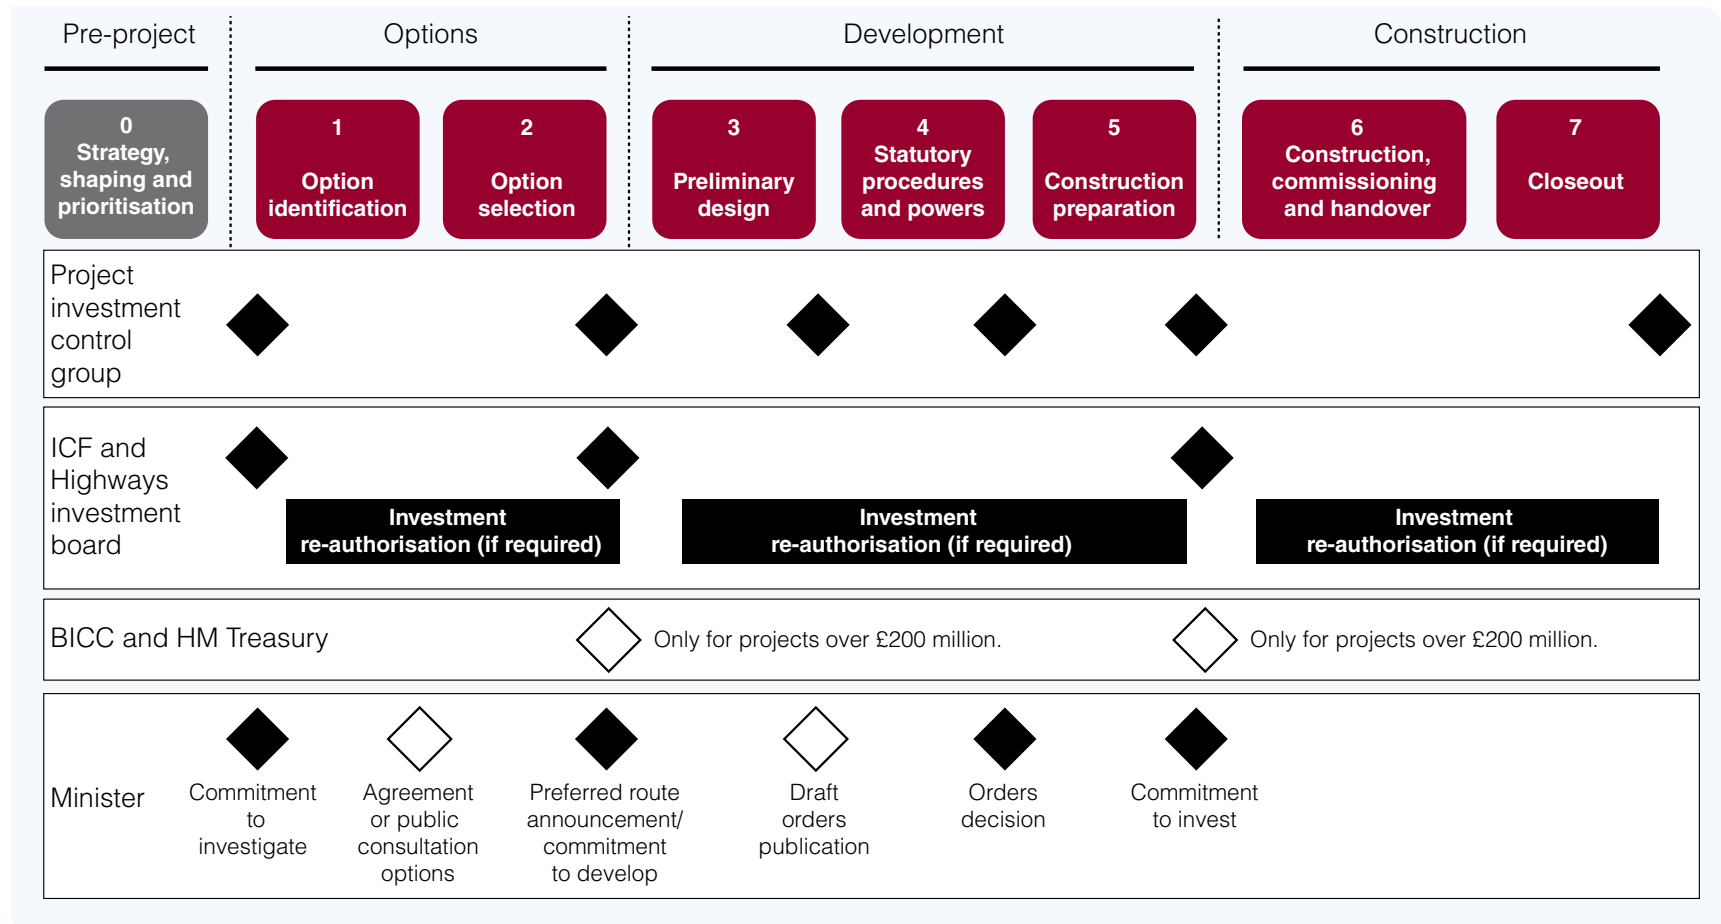 Pre-project
Options
Development
Construction
0
Strategy,
shaping and
prioritisation
1
Option
identification
2
Option
selection
3
Preliminary
design
4
Statutory
procedures
and powers
5
Construction
preparation
6
Construction,
commissioning
and handover
7
Closeout
Project
investment
control
group
ICF and
Highways
investment
board
Investment
re-authorisation (if required)
Investment
re-authorisation (if required)
Investment
re-authorisation (if required)
BICC and HM Treasury
Only for projects over £200 million.
Only for projects over £200 million.
Minister
Commitment
to
investigate
Agreement
or public
consultation
options
Preferred route
announcement/
commitment
to develop
Draft
orders
publication
Orders
decision
Commitment
to invest